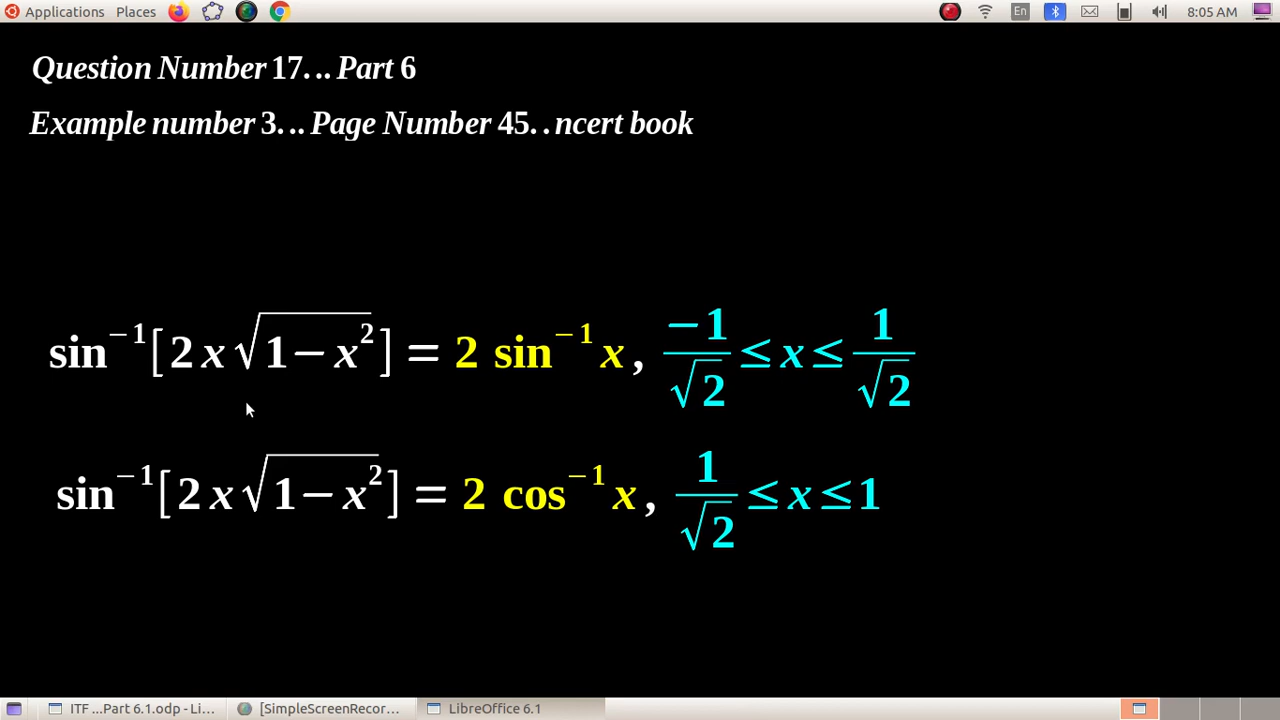 Applications Places En 8:05 AM
Question Number 17. .. Part 6
Example number 3. .. Page Number 45. . ncert book
sin⁻¹[2x√(1−x²)] = 2 sin⁻¹x , −1/√2 ≤ x ≤ 1/√2
sin⁻¹[2x√(1−x²)] = 2 cos⁻¹x , 1/√2 ≤ x ≤ 1
ITF ...Part 6.1.odp - Li... [SimpleScreenRecor... LibreOffice 6.1